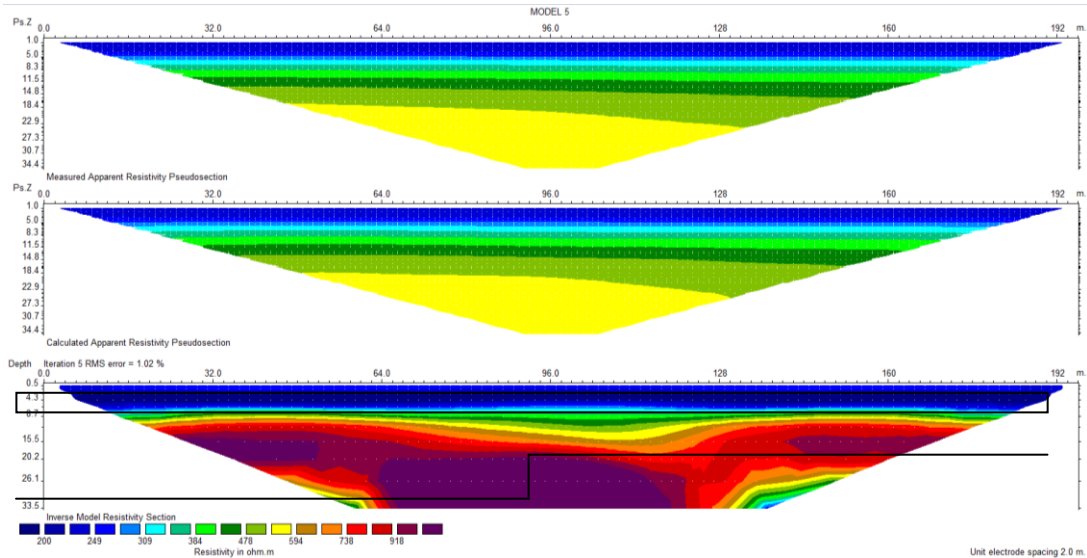 MODEL 5
Ps.Z 0.0 32.0 64.0 96.0 128 160 192 m.
1.0
5.0
8.3
11.5
14.8
18.4
22.9
27.3
30.7
34.4
Measured Apparent Resistivity Pseudosection
Ps.Z 0.0 32.0 64.0 96.0 128 160 192 m.
1.0
5.0
8.3
11.5
14.8
18.4
22.9
27.3
30.7
34.4
Calculated Apparent Resistivity Pseudosection
Depth Iteration 5 RMS error = 1.02 %
0.0 32.0 64.0 96.0 128 160 192 m.
0.5
4.3
8.7
15.5
20.2
26.1
33.5
Inverse Model Resistivity Section
200 249 309 384 478 594 738 918
Resistivity in ohm.m
Unit electrode spacing 2.0 m.